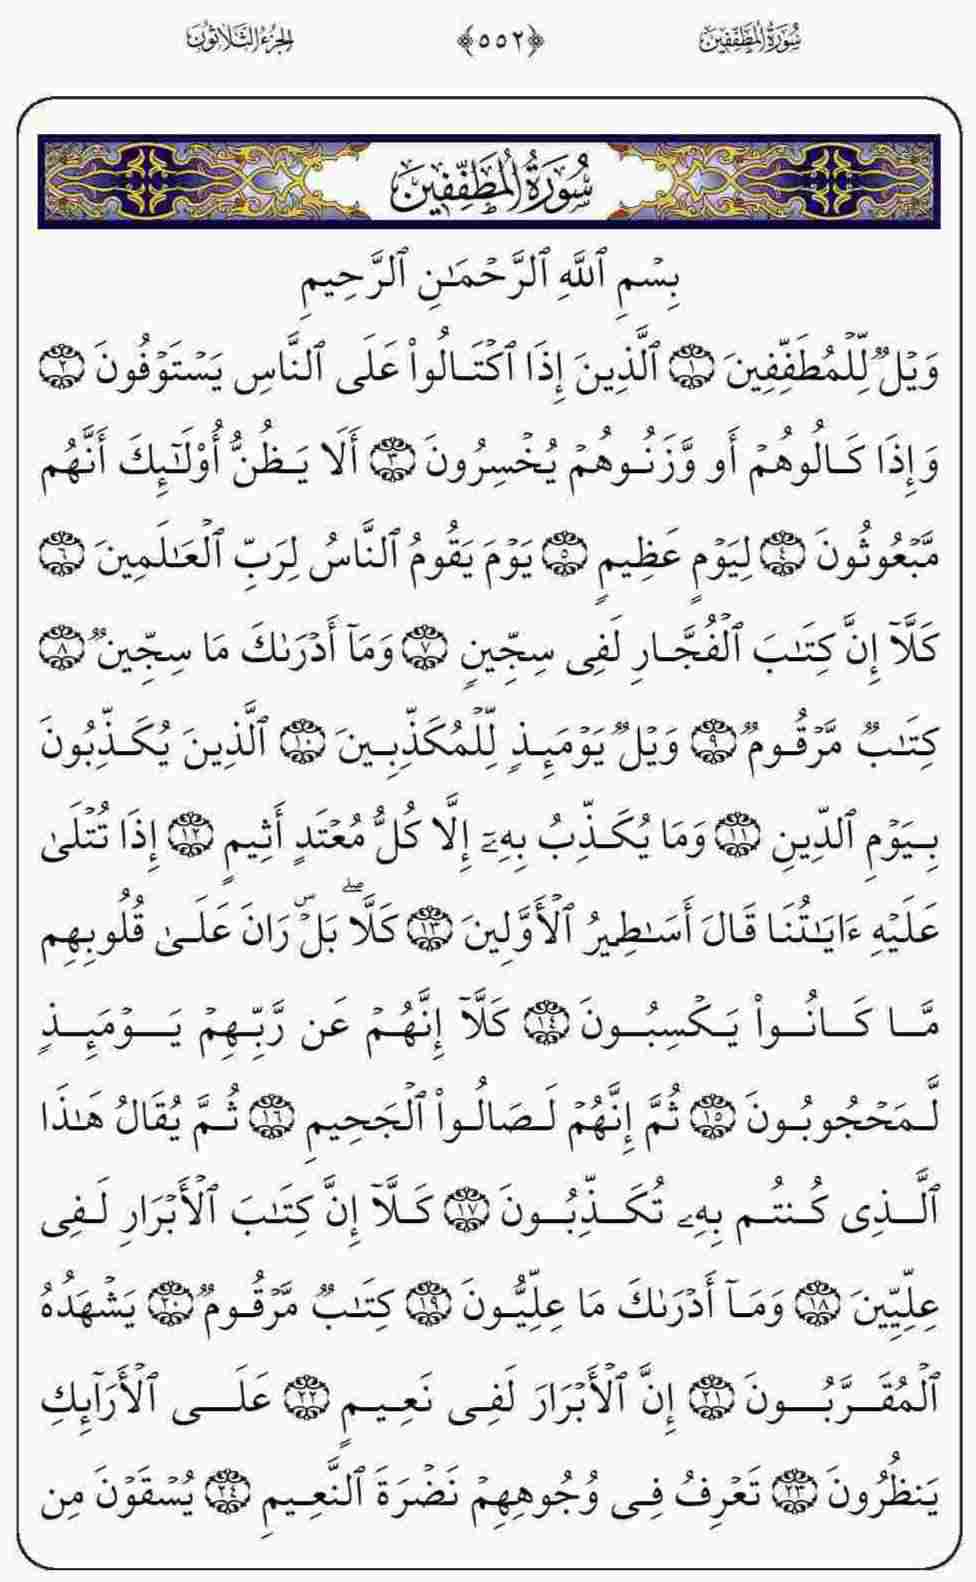 سُورَةُ المُطَفِّفِينَ ﴿٥٥٢﴾ الجُزْءُ الثَّلَاثُونَ
سُورَةُ المُطَفِّفِينَ
بِسْمِ ٱللَّهِ ٱلرَّحْمَـٰنِ ٱلرَّحِيمِ
وَيْلٌ لِّلْمُطَفِّفِينَ ١ ٱلَّذِينَ إِذَا ٱكْتَالُوا۟ عَلَى ٱلنَّاسِ يَسْتَوْفُونَ ٢
وَإِذَا كَالُوهُمْ أَو وَّزَنُوهُمْ يُخْسِرُونَ ٣ أَلَا يَظُنُّ أُو۟لَـٰٓئِكَ أَنَّهُم
مَّبْعُوثُونَ ٤ لِيَوْمٍ عَظِيمٍ ٥ يَوْمَ يَقُومُ ٱلنَّاسُ لِرَبِّ ٱلْعَـٰلَمِينَ ٦
كَلَّآ إِنَّ كِتَـٰبَ ٱلْفُجَّارِ لَفِى سِجِّينٍ ٧ وَمَآ أَدْرَىٰكَ مَا سِجِّينٌ ٨
كِتَـٰبٌ مَّرْقُومٌ ٩ وَيْلٌ يَوْمَئِذٍ لِّلْمُكَذِّبِينَ ١٠ ٱلَّذِينَ يُكَذِّبُونَ
بِيَوْمِ ٱلدِّينِ ١١ وَمَا يُكَذِّبُ بِهِۦٓ إِلَّا كُلُّ مُعْتَدٍ أَثِيمٍ ١٢ إِذَا تُتْلَىٰ
عَلَيْهِ ءَايَـٰتُنَا قَالَ أَسَـٰطِيرُ ٱلْأَوَّلِينَ ١٣ كَلَّا ۖ بَلْ ۜ رَانَ عَلَىٰ قُلُوبِهِم
مَّا كَانُوا۟ يَكْسِبُونَ ١٤ كَلَّآ إِنَّهُمْ عَن رَّبِّهِمْ يَوْمَئِذٍ
لَّمَحْجُوبُونَ ١٥ ثُمَّ إِنَّهُمْ لَصَالُوا۟ ٱلْجَحِيمِ ١٦ ثُمَّ يُقَالُ هَـٰذَا
ٱلَّذِى كُنتُم بِهِۦ تُكَذِّبُونَ ١٧ كَلَّآ إِنَّ كِتَـٰبَ ٱلْأَبْرَارِ لَفِى
عِلِّيِّينَ ١٨ وَمَآ أَدْرَىٰكَ مَا عِلِّيُّونَ ١٩ كِتَـٰبٌ مَّرْقُومٌ ٢٠ يَشْهَدُهُ
ٱلْمُقَرَّبُونَ ٢١ إِنَّ ٱلْأَبْرَارَ لَفِى نَعِيمٍ ٢٢ عَلَى ٱلْأَرَآئِكِ
يَنظُرُونَ ٢٣ تَعْرِفُ فِى وُجُوهِهِمْ نَضْرَةَ ٱلنَّعِيمِ ٢٤ يُسْقَوْنَ مِن